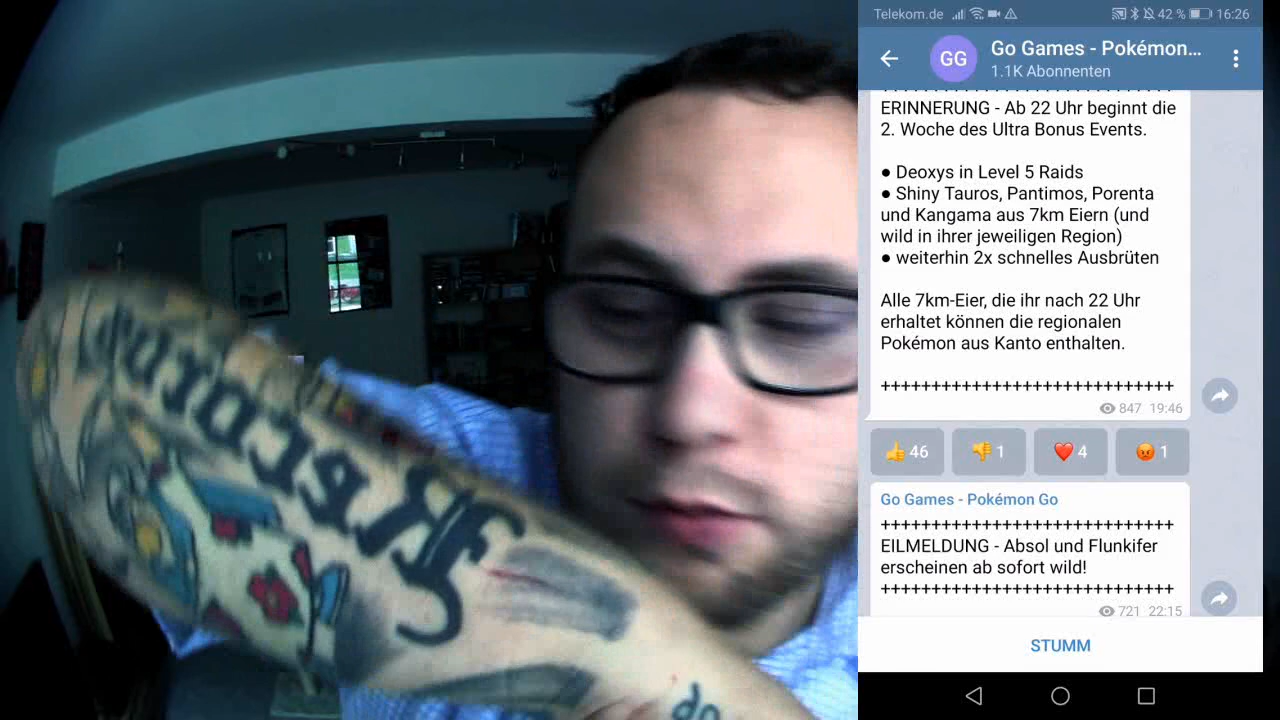 Telekom.de
42 %
16:26
GG
Go Games - Pokémon...
1.1K Abonnenten
ERINNERUNG - Ab 22 Uhr beginnt die
2. Woche des Ultra Bonus Events.
● Deoxys in Level 5 Raids
● Shiny Tauros, Pantimos, Porenta
und Kangama aus 7km Eiern (und
wild in ihrer jeweiligen Region)
● weiterhin 2x schnelles Ausbrüten
Alle 7km-Eier, die ihr nach 22 Uhr
erhaltet können die regionalen
Pokémon aus Kanto enthalten.
+++++++++++++++++++++++++++++
847 19:46
46
1
4
1
Go Games - Pokémon Go
+++++++++++++++++++++++++++++
EILMELDUNG - Absol und Flunkifer
erscheinen ab sofort wild!
+++++++++++++++++++++++++++++
721 22:15
STUMM